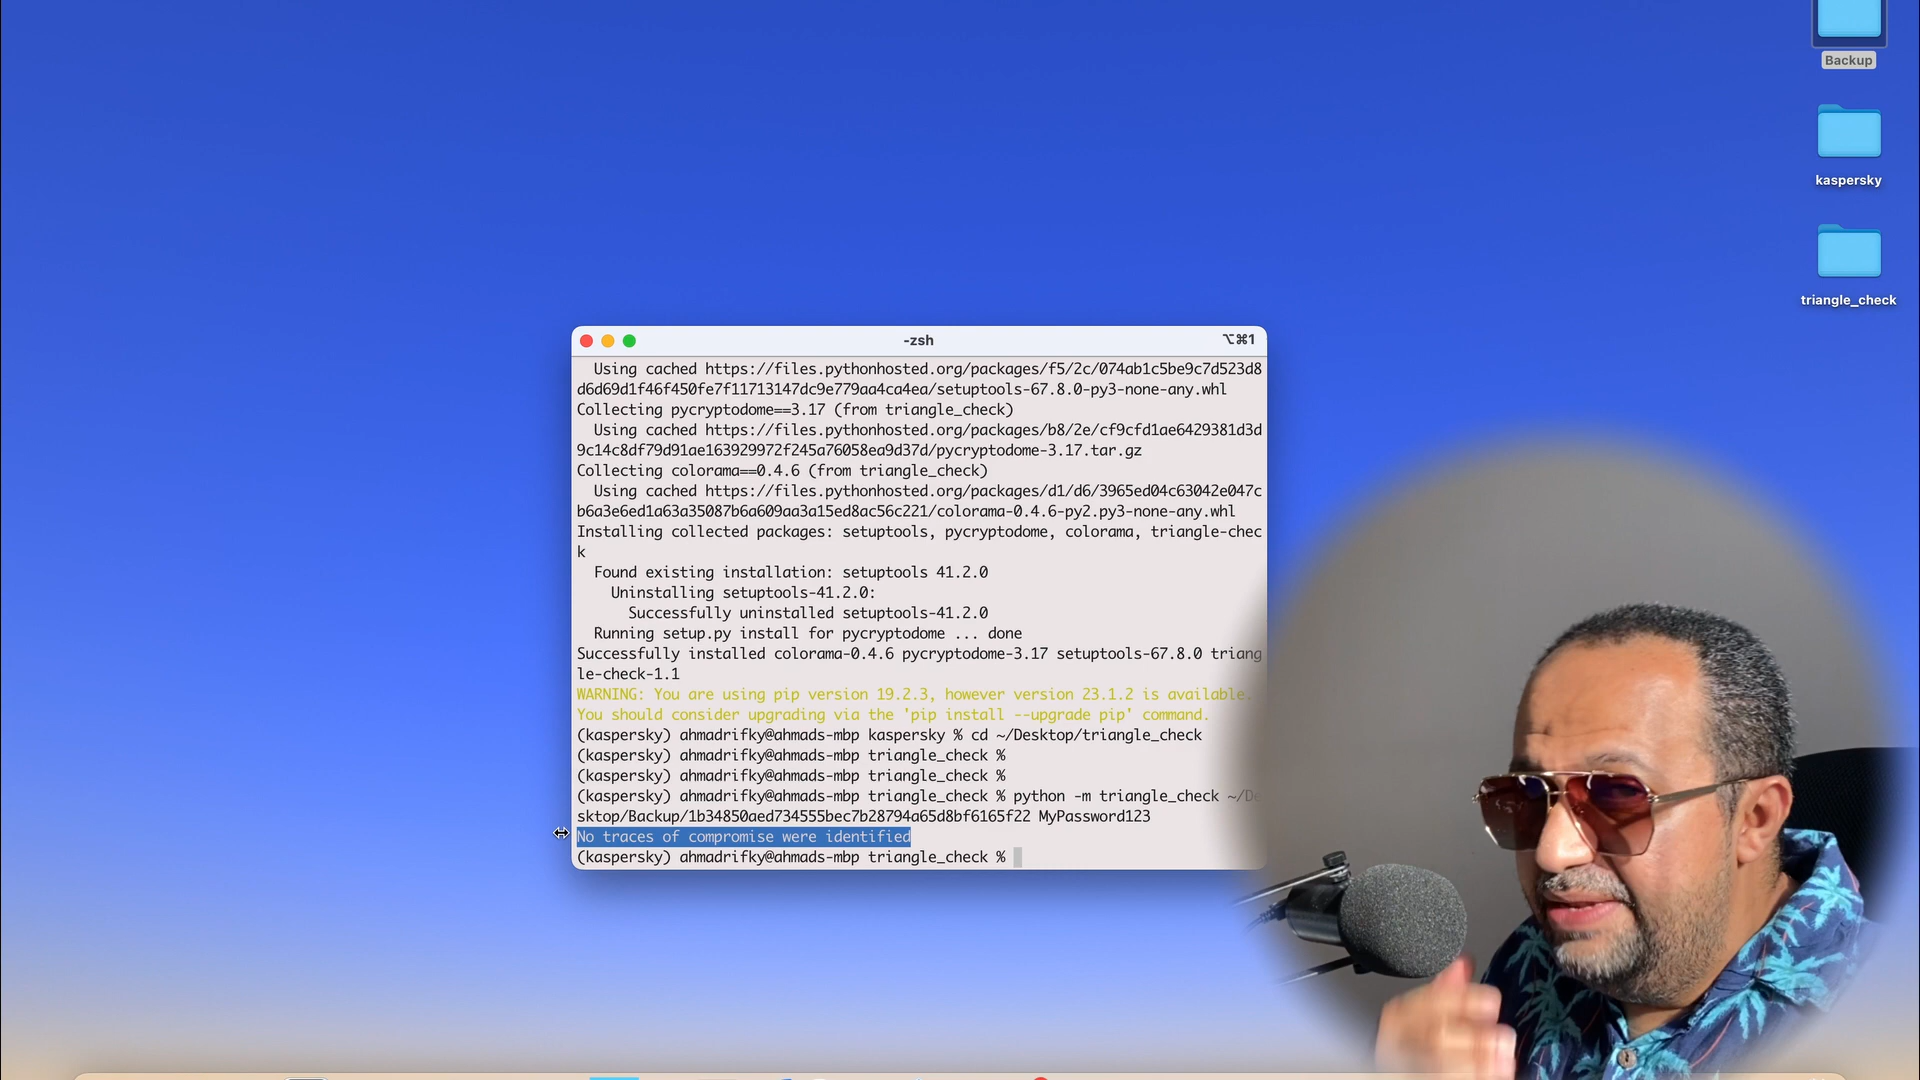 Backup
kaspersky
triangle_check
-zsh
⌥⌘1
Using cached https://files.pythonhosted.org/packages/f5/2c/074ab1c5be9c7d523d8
d6d69d1f46f450fe7f11713147dc9e779aa4ca4ea/setuptools-67.8.0-py3-none-any.whl
Collecting pycryptodome==3.17 (from triangle_check)
Using cached https://files.pythonhosted.org/packages/b8/2e/cf9cfd1ae6429381d3d
9c14c8df79d91ae163929972f245a76058ea9d37d/pycryptodome-3.17.tar.gz
Collecting colorama==0.4.6 (from triangle_check)
Using cached https://files.pythonhosted.org/packages/d1/d6/3965ed04c63042e047c
b6a3e6ed1a63a35087b6a609aa3a15ed8ac56c221/colorama-0.4.6-py2.py3-none-any.whl
Installing collected packages: setuptools, pycryptodome, colorama, triangle-chec
k
Found existing installation: setuptools 41.2.0
Uninstalling setuptools-41.2.0:
Successfully uninstalled setuptools-41.2.0
Running setup.py install for pycryptodome ... done
Successfully installed colorama-0.4.6 pycryptodome-3.17 setuptools-67.8.0 triang
le-check-1.1
WARNING: You are using pip version 19.2.3, however version 23.1.2 is available.
You should consider upgrading via the 'pip install --upgrade pip' command.
(kaspersky) ahmadrifky@ahmads-mbp kaspersky % cd ~/Desktop/triangle_check
(kaspersky) ahmadrifky@ahmads-mbp triangle_check %
(kaspersky) ahmadrifky@ahmads-mbp triangle_check %
(kaspersky) ahmadrifky@ahmads-mbp triangle_check % python -m triangle_check ~/De
sktop/Backup/1b34850aed734555bec7b28794a65d8bf6165f22 MyPassword123
No traces of compromise were identified
(kaspersky) ahmadrifky@ahmads-mbp triangle_check %